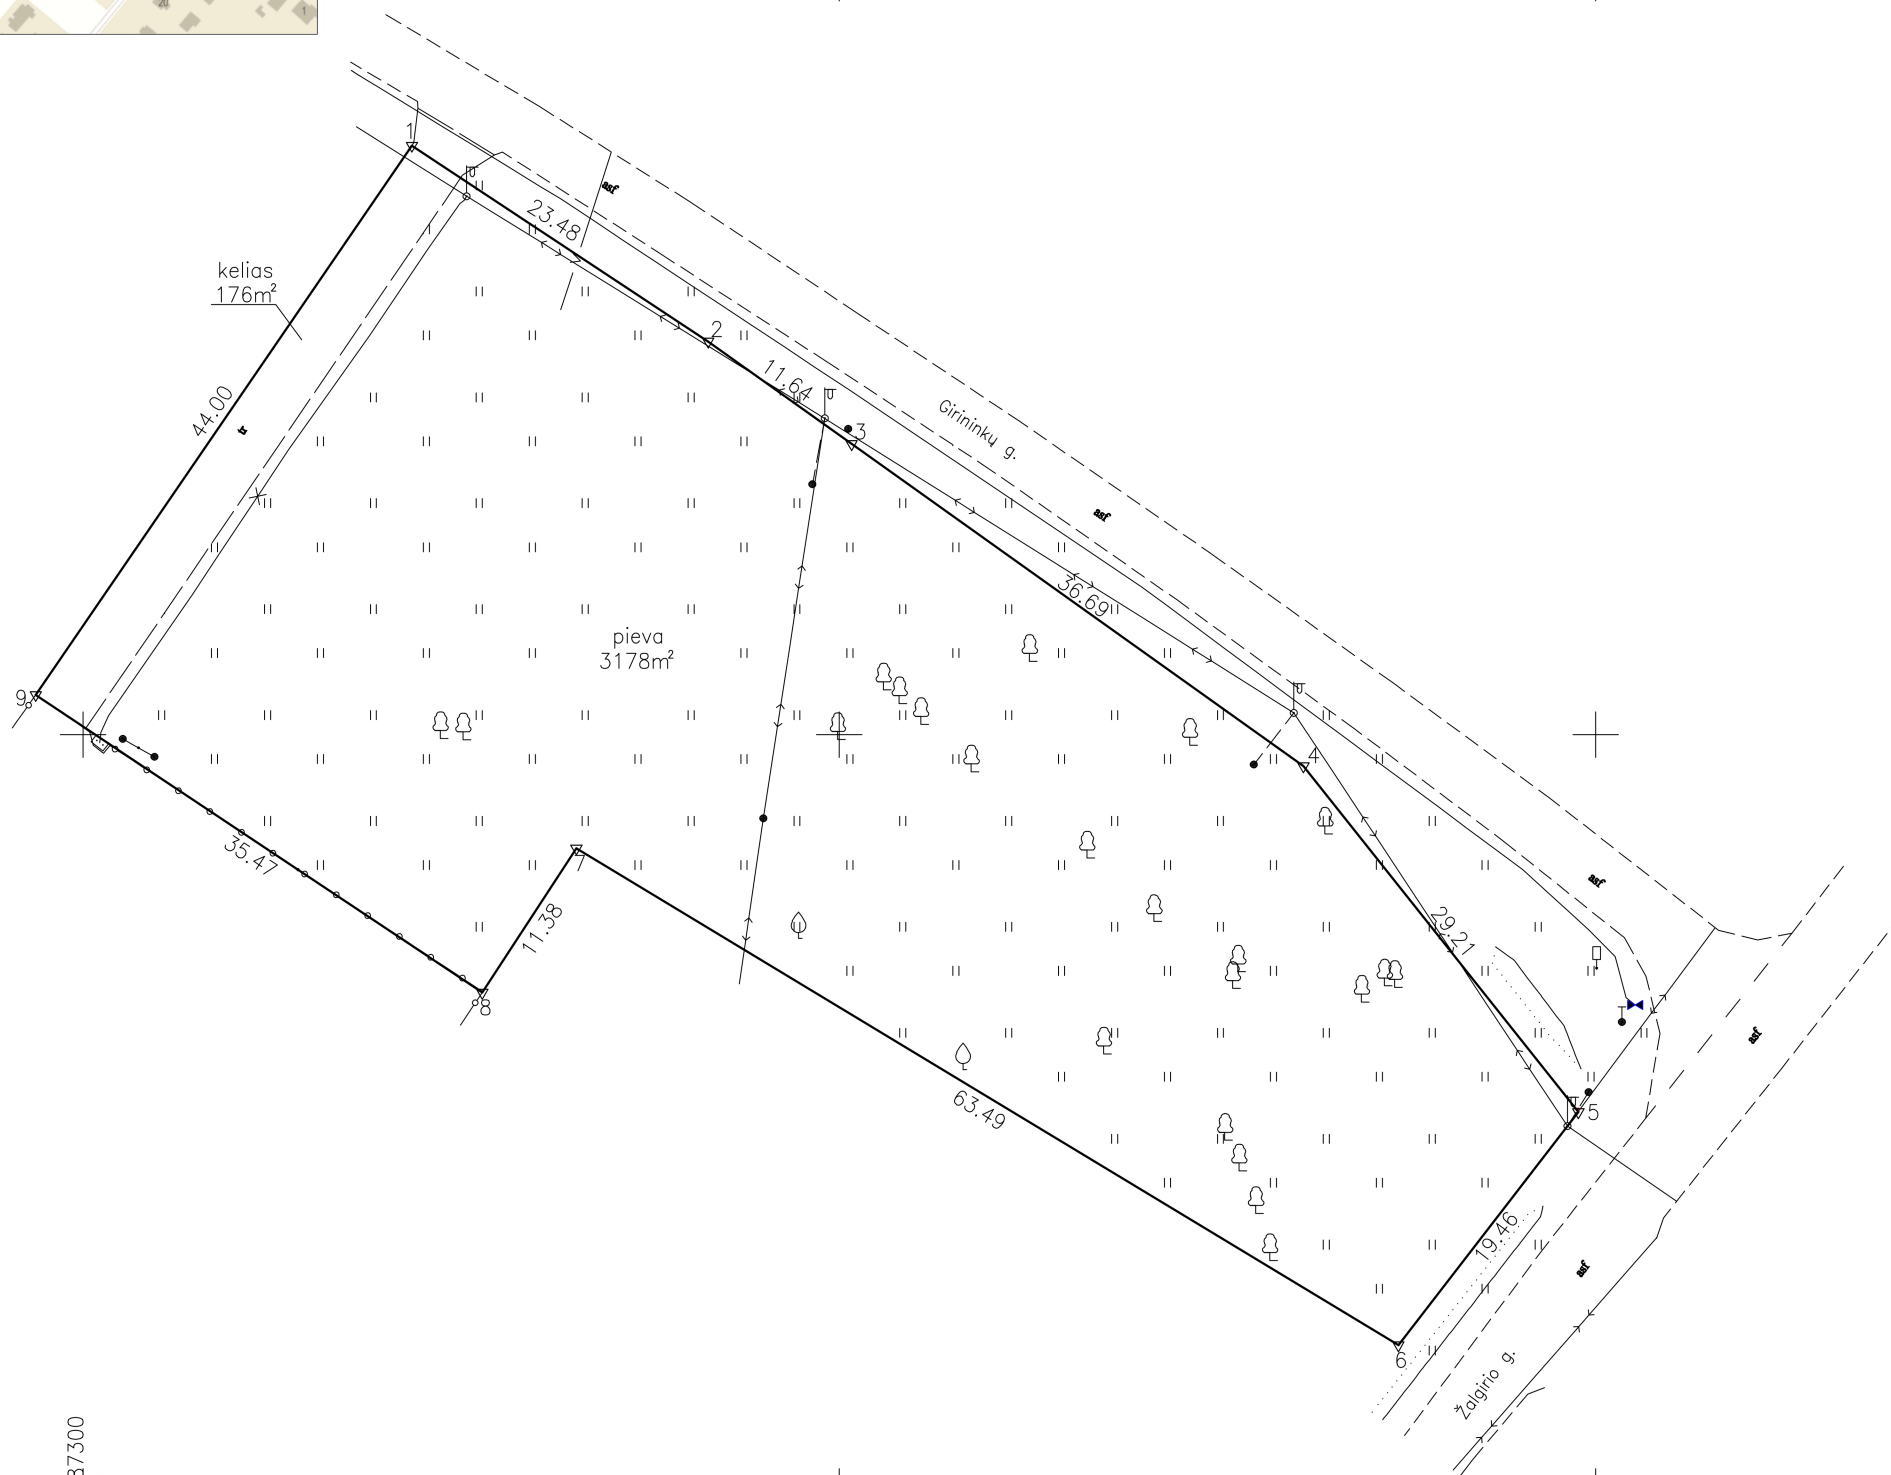 20
1
1
asf
23.48
kelias
176m²
2
11.64
44.00
tr
3
Girininkų g.
asf
36.69
pieva
3178m²
9
4
35.47
7
asf
29.21
11.38
8
asf
63.49
5
19.46
asf
6
Žalgirio g.